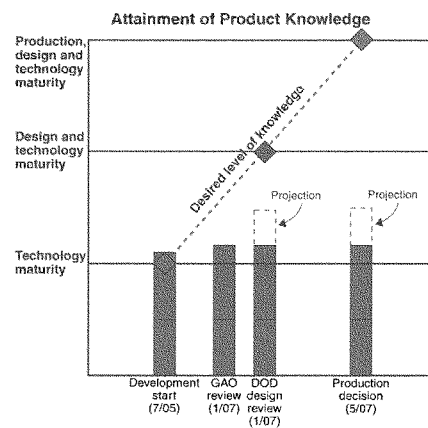 Attainment of Product Knowledge
Production,
design and
technology
maturity
Design and
technology
maturity
Desired level of knowledge
Projection
Projection
Technology
maturity
Development
start
(7/05)
GAO
review
(1/07)
DOD
design
review
(1/07)
Production
decision
(5/07)